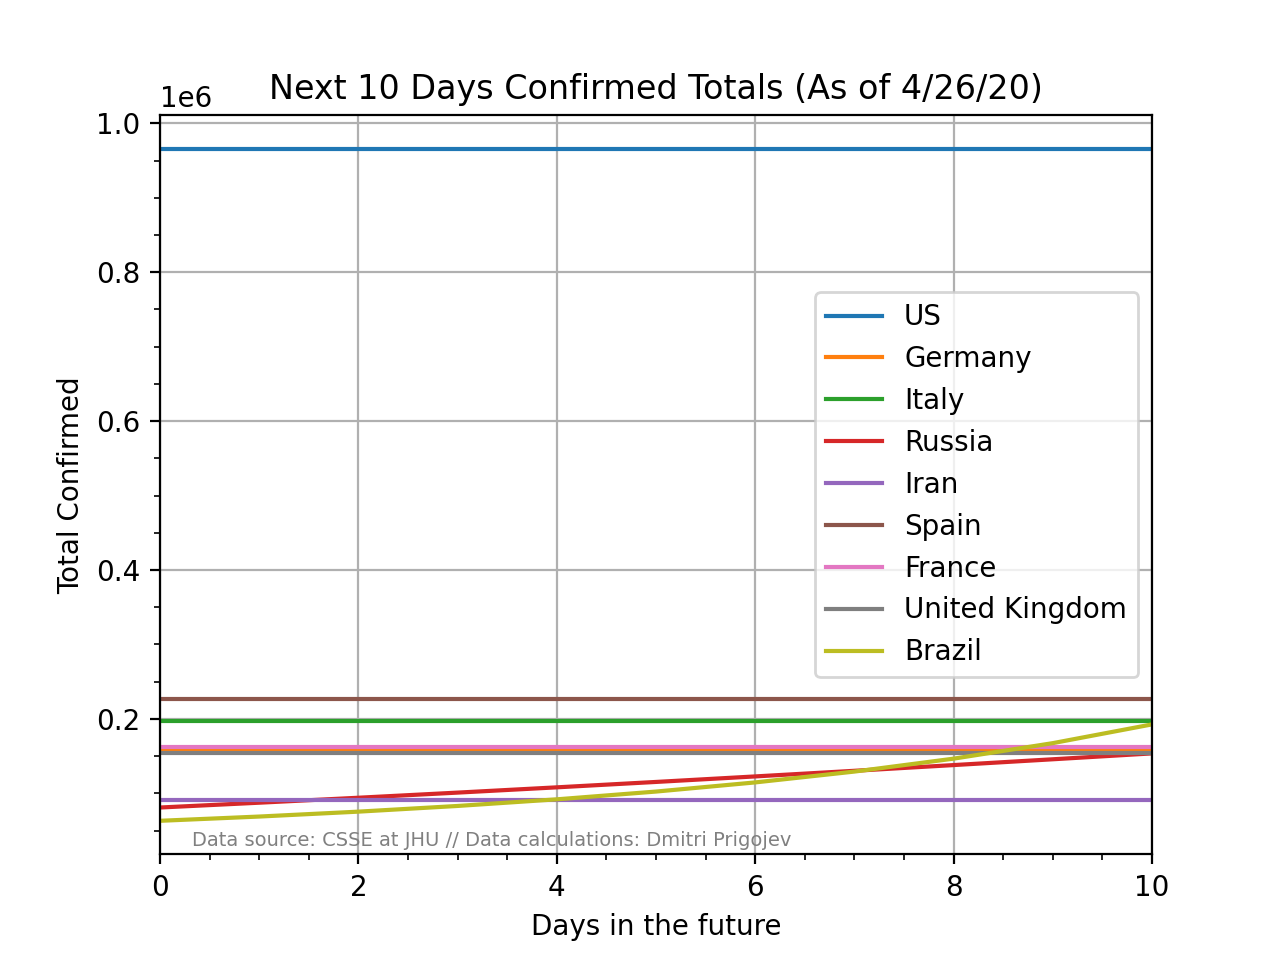 Next 10 Days Confirmed Totals (As of 4/26/20)
1e6
1.0
0.8
0.6
0.4
0.2
Total Confirmed
US
Germany
Italy
Russia
Iran
Spain
France
United Kingdom
Brazil
Data source: CSSE at JHU // Data calculations: Dmitri Prigojev
0 2 4 6 8 10
Days in the future